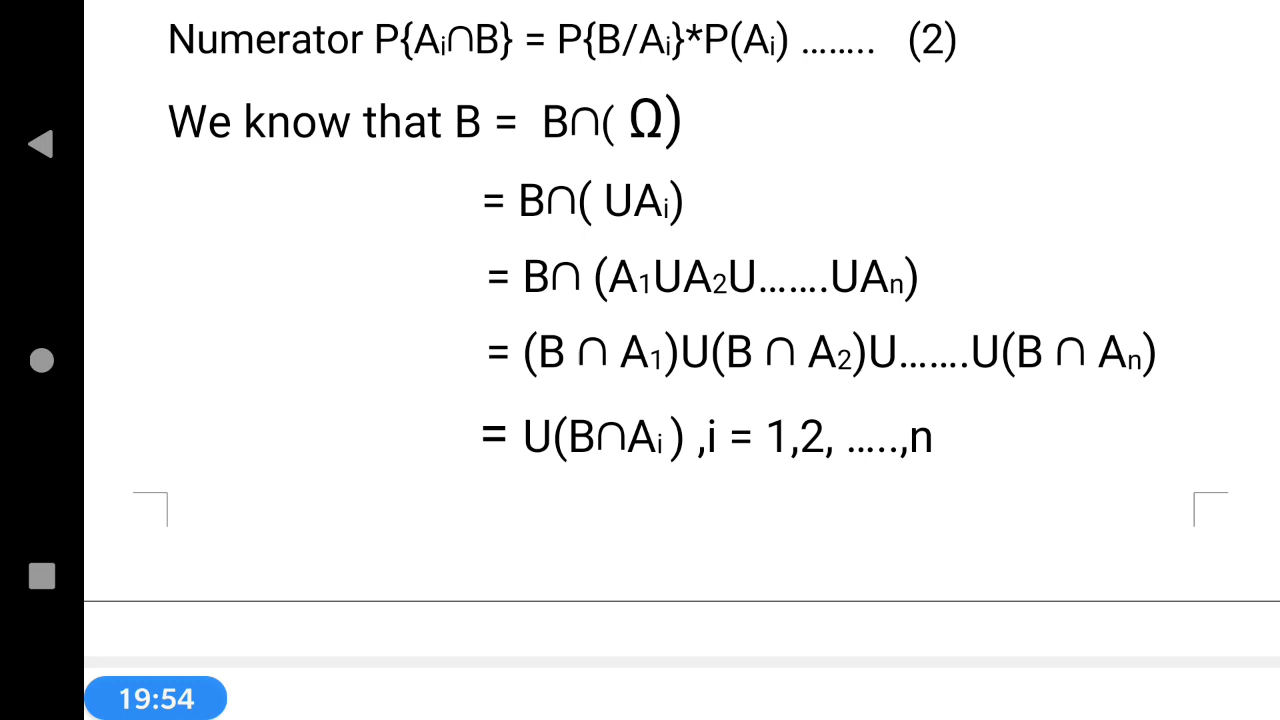 Numerator P{Aᵢ∩B} = P{B/Aᵢ}*P(Aᵢ) …….. (2)
We know that B = B∩( Ω)
= B∩( UAᵢ)
= B∩ (A₁UA₂U…….UAₙ)
= (B ∩ A₁)U(B ∩ A₂)U…….U(B ∩ Aₙ)
= U(B∩Aᵢ ) ,i = 1,2, …..,n
19:54